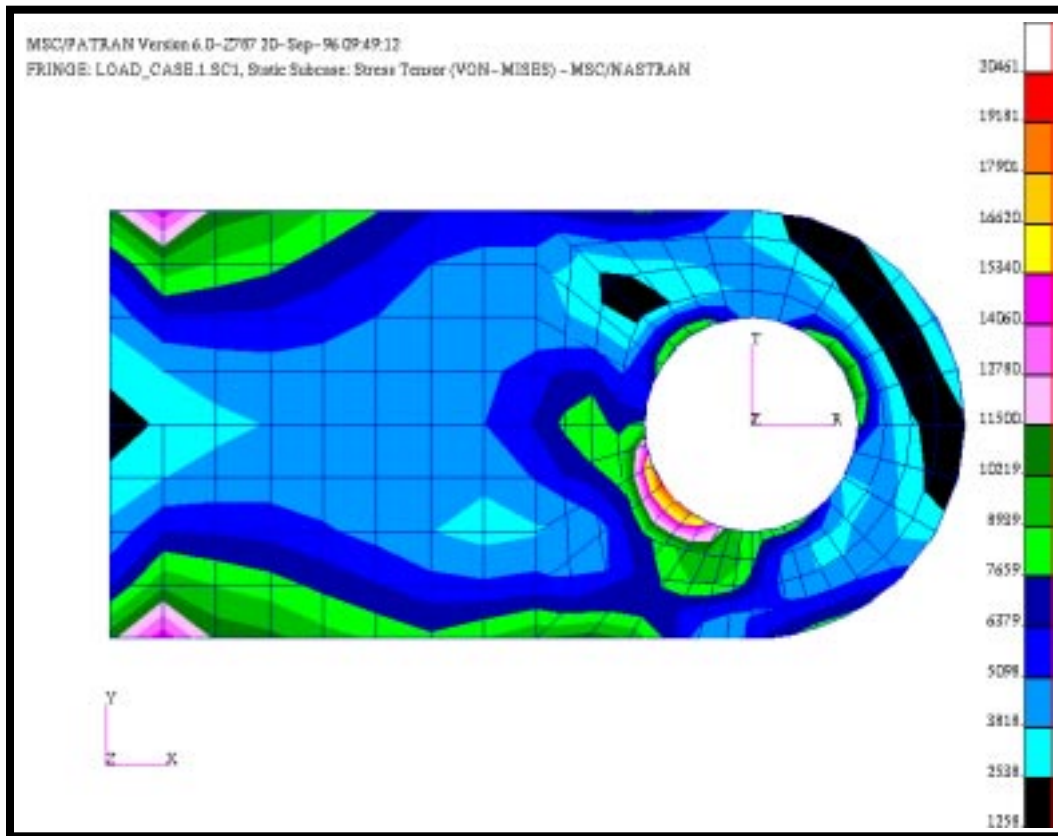 MSC/PATRAN Version 6.0-Z787 20-Sep-96 09:49:12
FRINGE: LOAD_CASE.1.SC1, Static Subcase: Stress Tensor (VON-MISES) - MSC/NASTRAN
30461.
19181.
17901.
16620.
15340.
14060.
12780.
11500.
10219.
8939.
7659.
6379.
5098.
3818.
2538.
1258.
T
Z R
Y
Z X